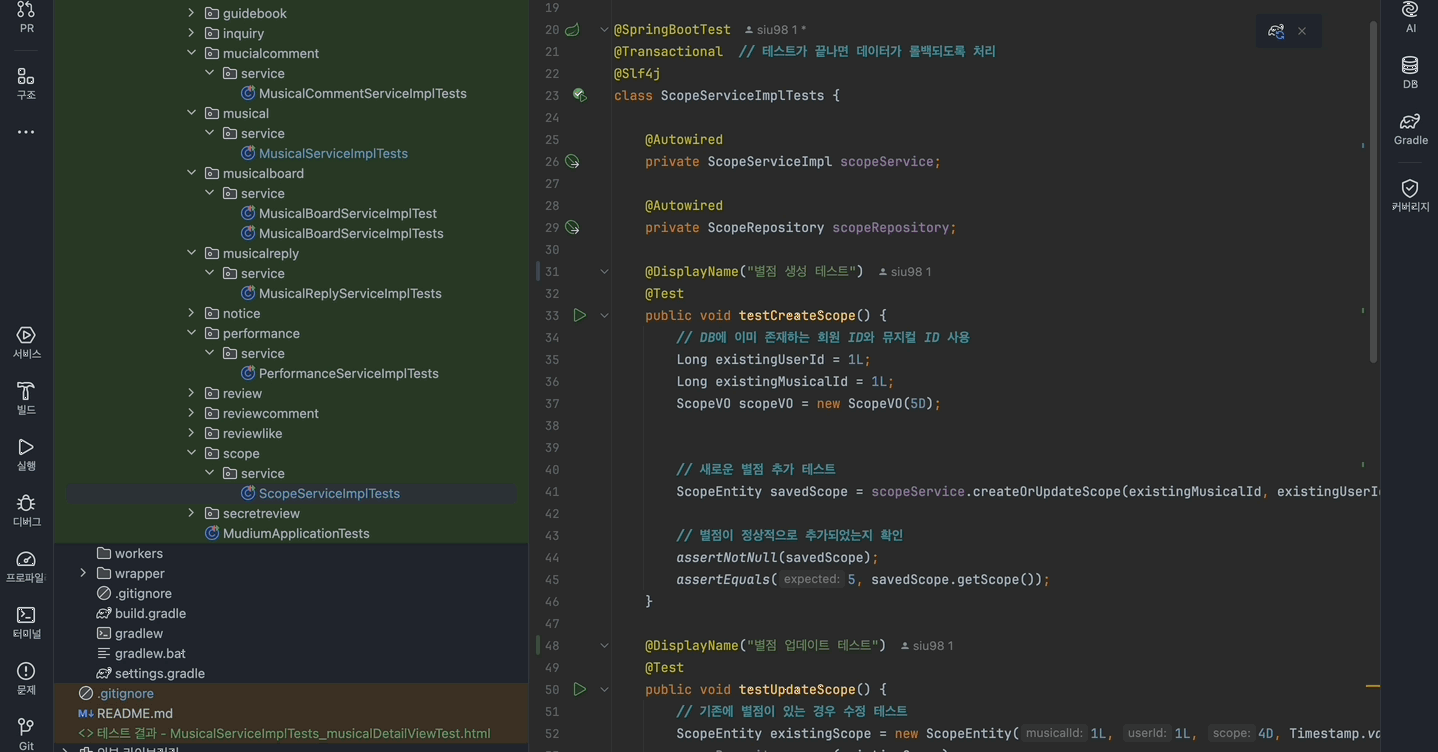 PR
구조
서비스
빌드
실행
디버그
프로파일
터미널
문제
Git
guidebook
inquiry
mucialcomment
service
MusicalCommentServiceImplTests
musical
service
MusicalServiceImplTests
musicalboard
service
MusicalBoardServiceImplTest
MusicalBoardServiceImplTests
musicalreply
service
MusicalReplyServiceImplTests
notice
performance
service
PerformanceServiceImplTests
review
reviewcomment
reviewlike
scope
service
ScopeServiceImplTests
secretreview
MudiumApplicationTests
workers
wrapper
.gitignore
build.gradle
gradlew
gradlew.bat
settings.gradle
.gitignore
M↓ README.md
<> 테스트 결과 - MusicalServiceImplTests_musicalDetailViewTest.html
19
20 @SpringBootTest siu98 1 *
21 @Transactional // 테스트가 끝나면 데이터가 롤백되도록 처리
22 @Slf4j
23 class ScopeServiceImplTests {
24
25 @Autowired
26 private ScopeServiceImpl scopeService;
27
28 @Autowired
29 private ScopeRepository scopeRepository;
30
31 @DisplayName("별점 생성 테스트") siu98 1
32 @Test
33 public void testCreateScope() {
34 // DB에 이미 존재하는 회원 ID와 뮤지컬 ID 사용
35 Long existingUserId = 1L;
36 Long existingMusicalId = 1L;
37 ScopeVO scopeVO = new ScopeVO(5D);
38
39
40 // 새로운 별점 추가 테스트
41 ScopeEntity savedScope = scopeService.createOrUpdateScope(existingMusicalId, existingUserId
42
43 // 별점이 정상적으로 추가되었는지 확인
44 assertNotNull(savedScope);
45 assertEquals( expected: 5, savedScope.getScope());
46 }
47
48 @DisplayName("별점 업데이트 테스트") siu98 1
49 @Test
50 public void testUpdateScope() {
51 // 기존에 별점이 있는 경우 수정 테스트
52 ScopeEntity existingScope = new ScopeEntity( musicalId: 1L, userId: 1L, scope: 4D, Timestamp.va
AI
DB
Gradle
커버리지